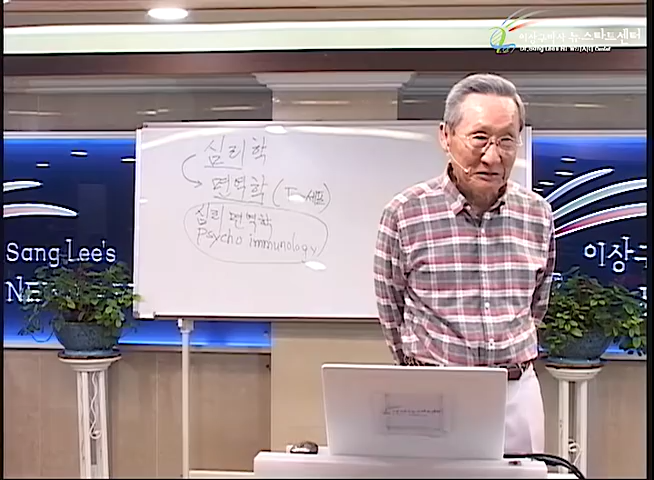 이상구박사 뉴스타트센터
심리학
면역학 (T-세포)
심리 면역학
Psycho immunology
Sang Lee's
NE
이상구